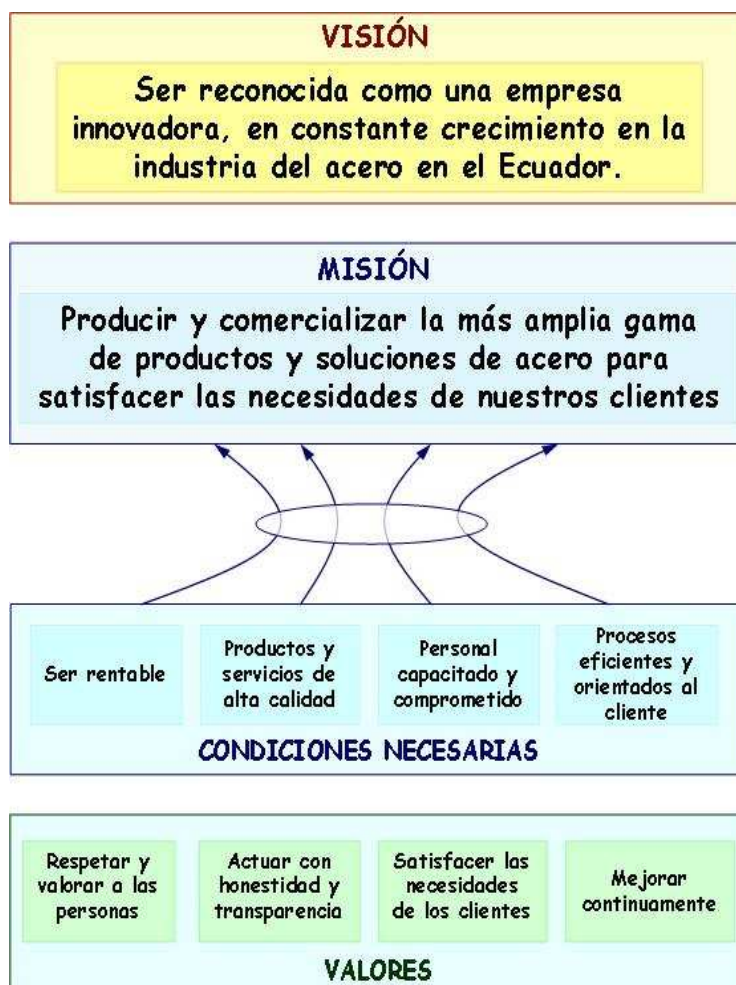 VISIÓN
Ser reconocida como una empresa
innovadora, en constante crecimiento en la
industria del acero en el Ecuador.
MISIÓN
Producir y comercializar la más amplia gama
de productos y soluciones de acero para
satisfacer las necesidades de nuestros clientes
Ser rentable
Productos y
servicios de
alta calidad
Personal
capacitado y
comprometido
Procesos
eficientes y
orientados al
cliente
CONDICIONES NECESARIAS
Respetar y
valorar a las
personas
Actuar con
honestidad y
transparencia
Satisfacer las
necesidades
de los clientes
Mejorar
continuamente
VALORES